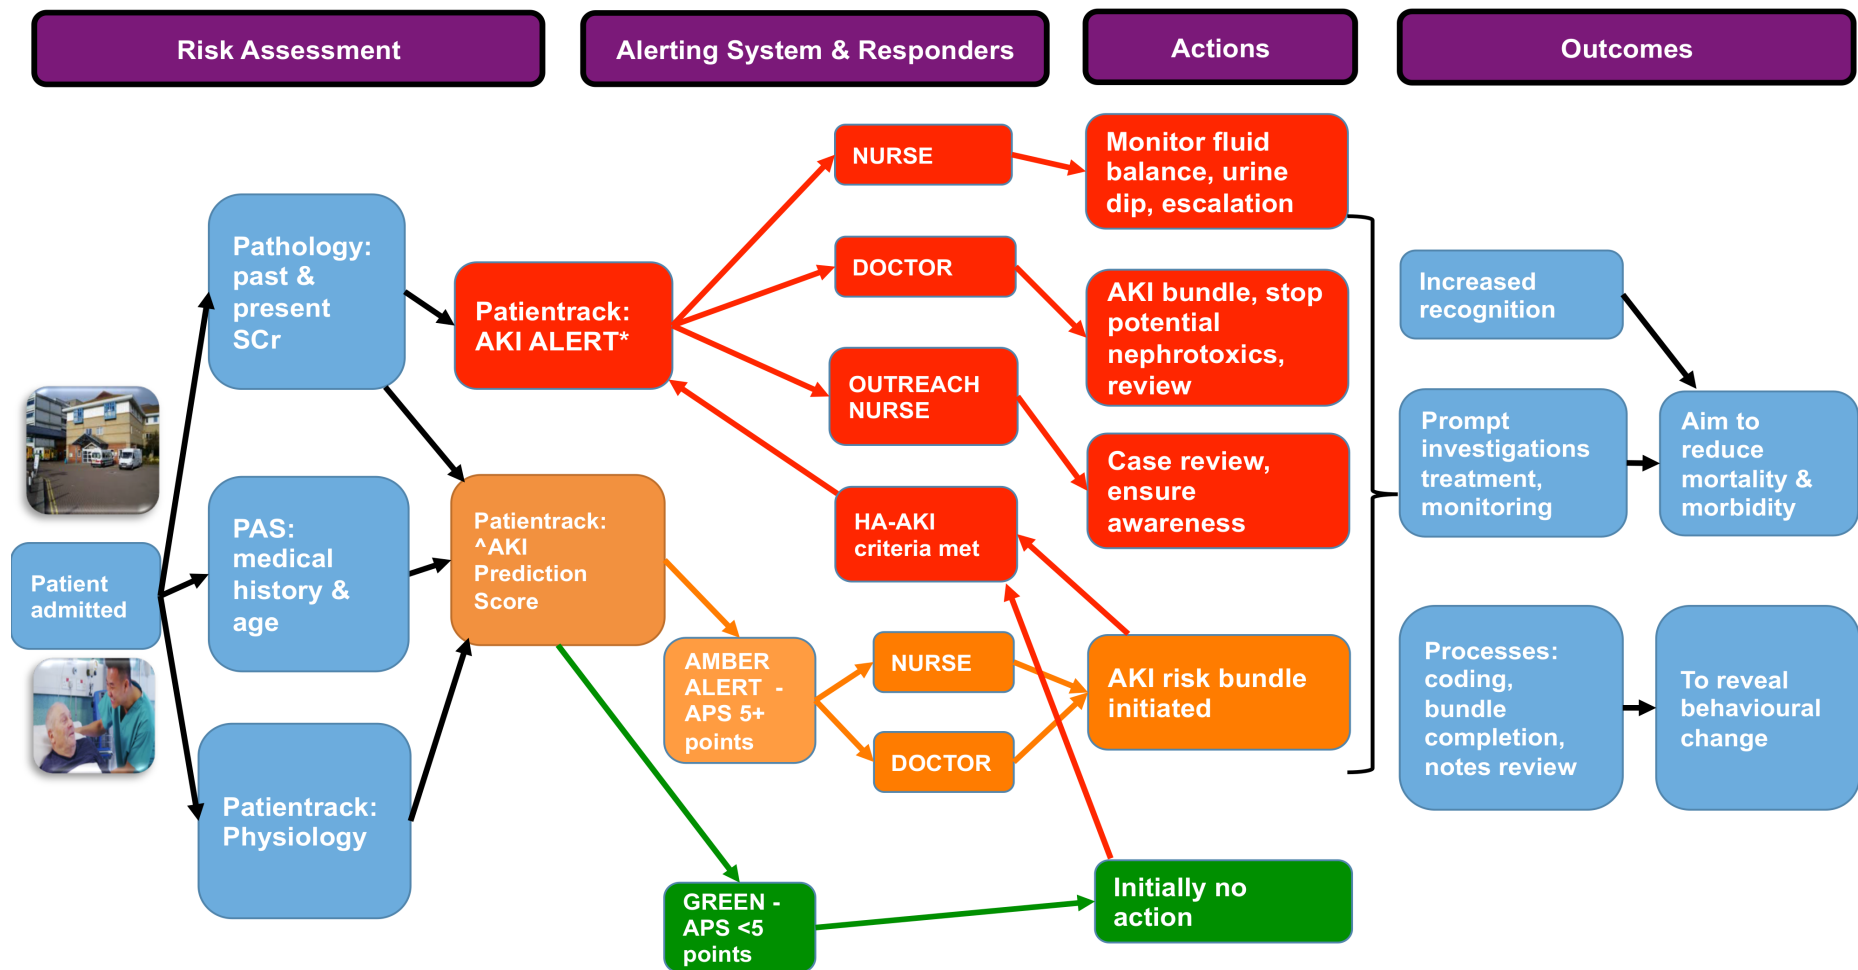 Risk Assessment
Alerting System & Responders
Actions
Outcomes
Patient
admitted
Pathology:
past &
present
SCr
PAS:
medical
history &
age
Patientrack:
Physiology
Patientrack:
AKI ALERT*
Patientrack:
^AKI
Prediction
Score
NURSE
DOCTOR
OUTREACH
NURSE
HA-AKI
criteria met
AMBER
ALERT -
APS 5+
points
NURSE
DOCTOR
GREEN -
APS <5
points
Monitor fluid
balance, urine
dip, escalation
AKI bundle, stop
potential
nephrotoxics,
review
Case review,
ensure
awareness
AKI risk bundle
initiated
Initially no
action
Increased
recognition
Prompt
investigations
treatment,
monitoring
Aim to
reduce
mortality &
morbidity
Processes:
coding,
bundle
completion,
notes review
To reveal
behavioural
change